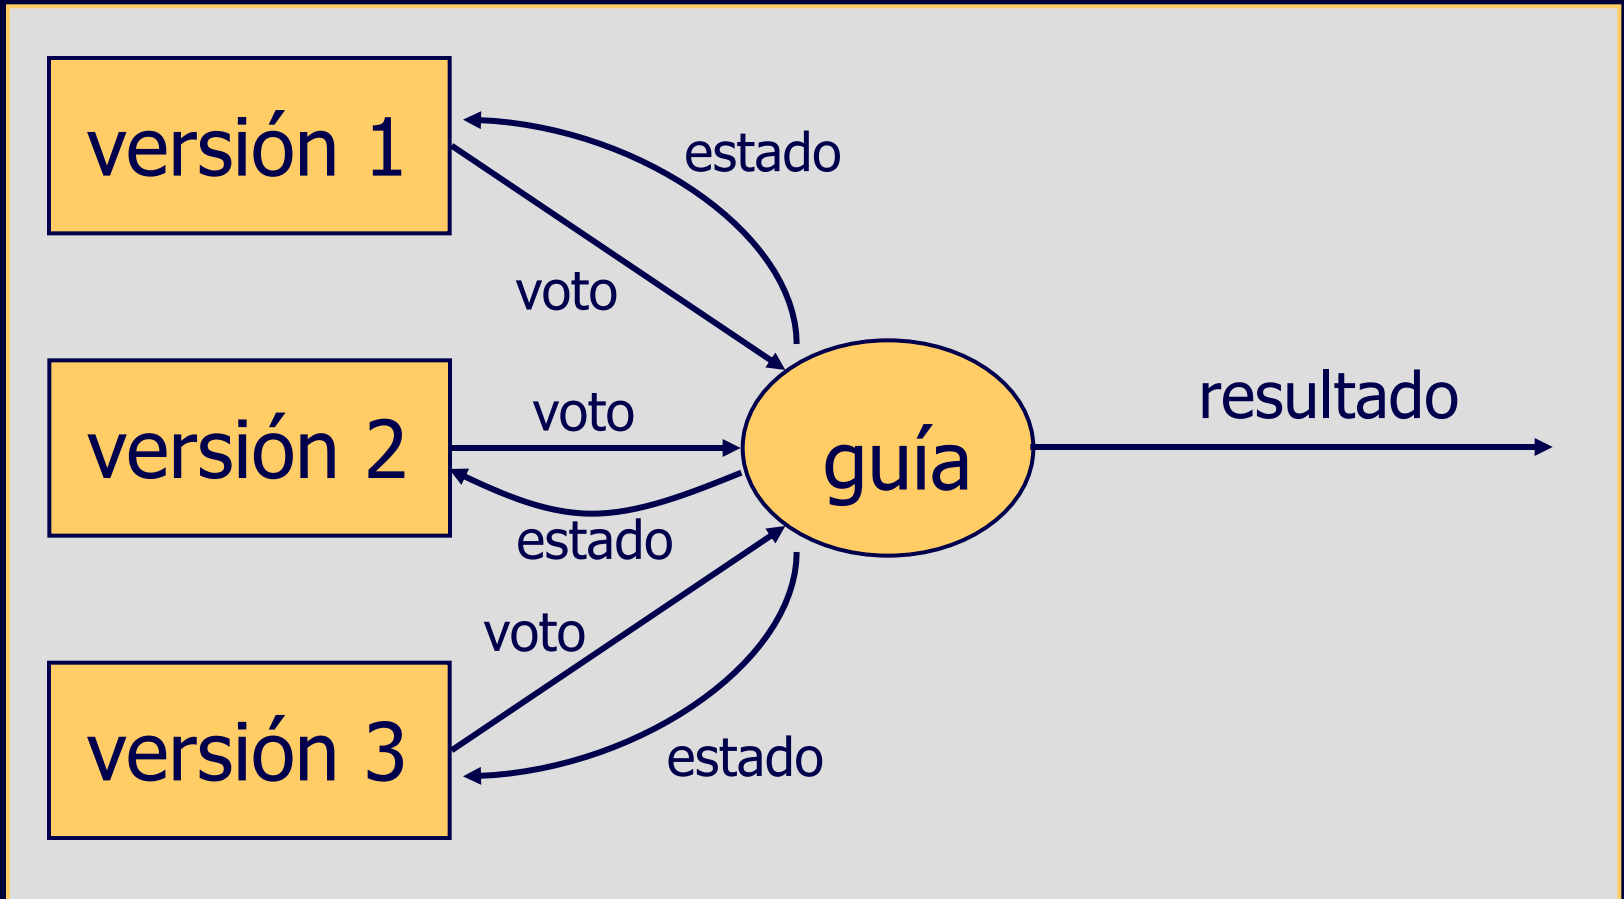 versión 1
estado
voto
versión 2
voto
estado
guía
resultado
versión 3
voto
estado